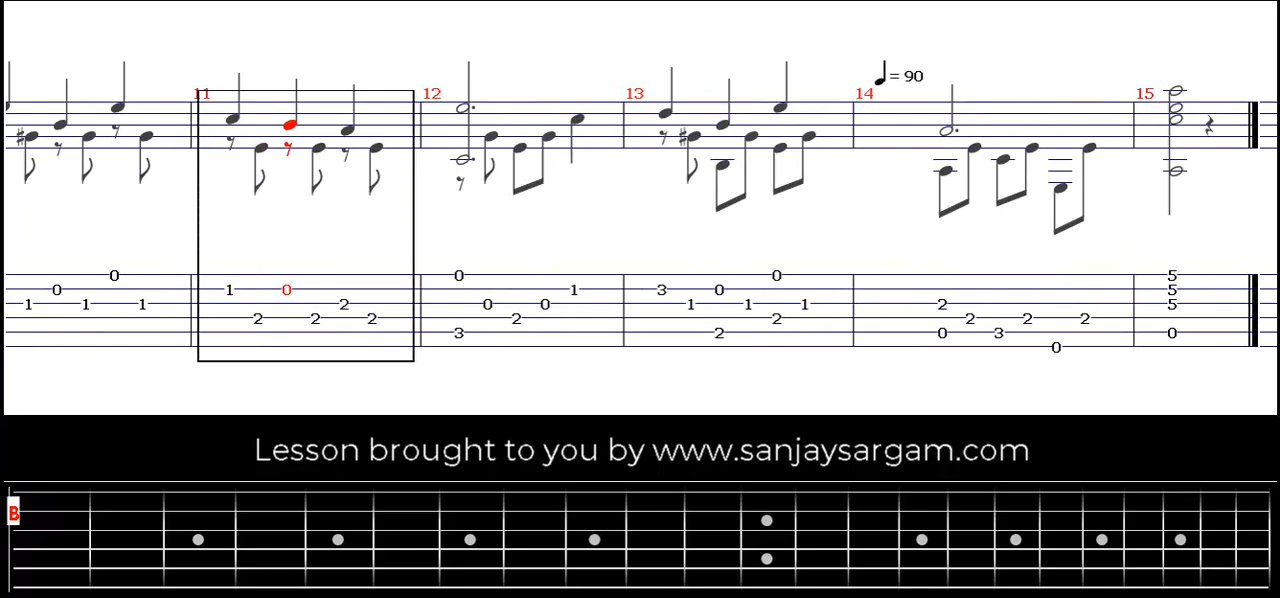 = 90
11 12 13 14 15
0 0 0 5
0 1 0 1 3 0 5
1 1 1 2 0 0 1 1 1 2 5
2 2 2 2 2 2 2 2
3 2 0 3 0
0
Lesson brought to you by www.sanjaysargam.com
B